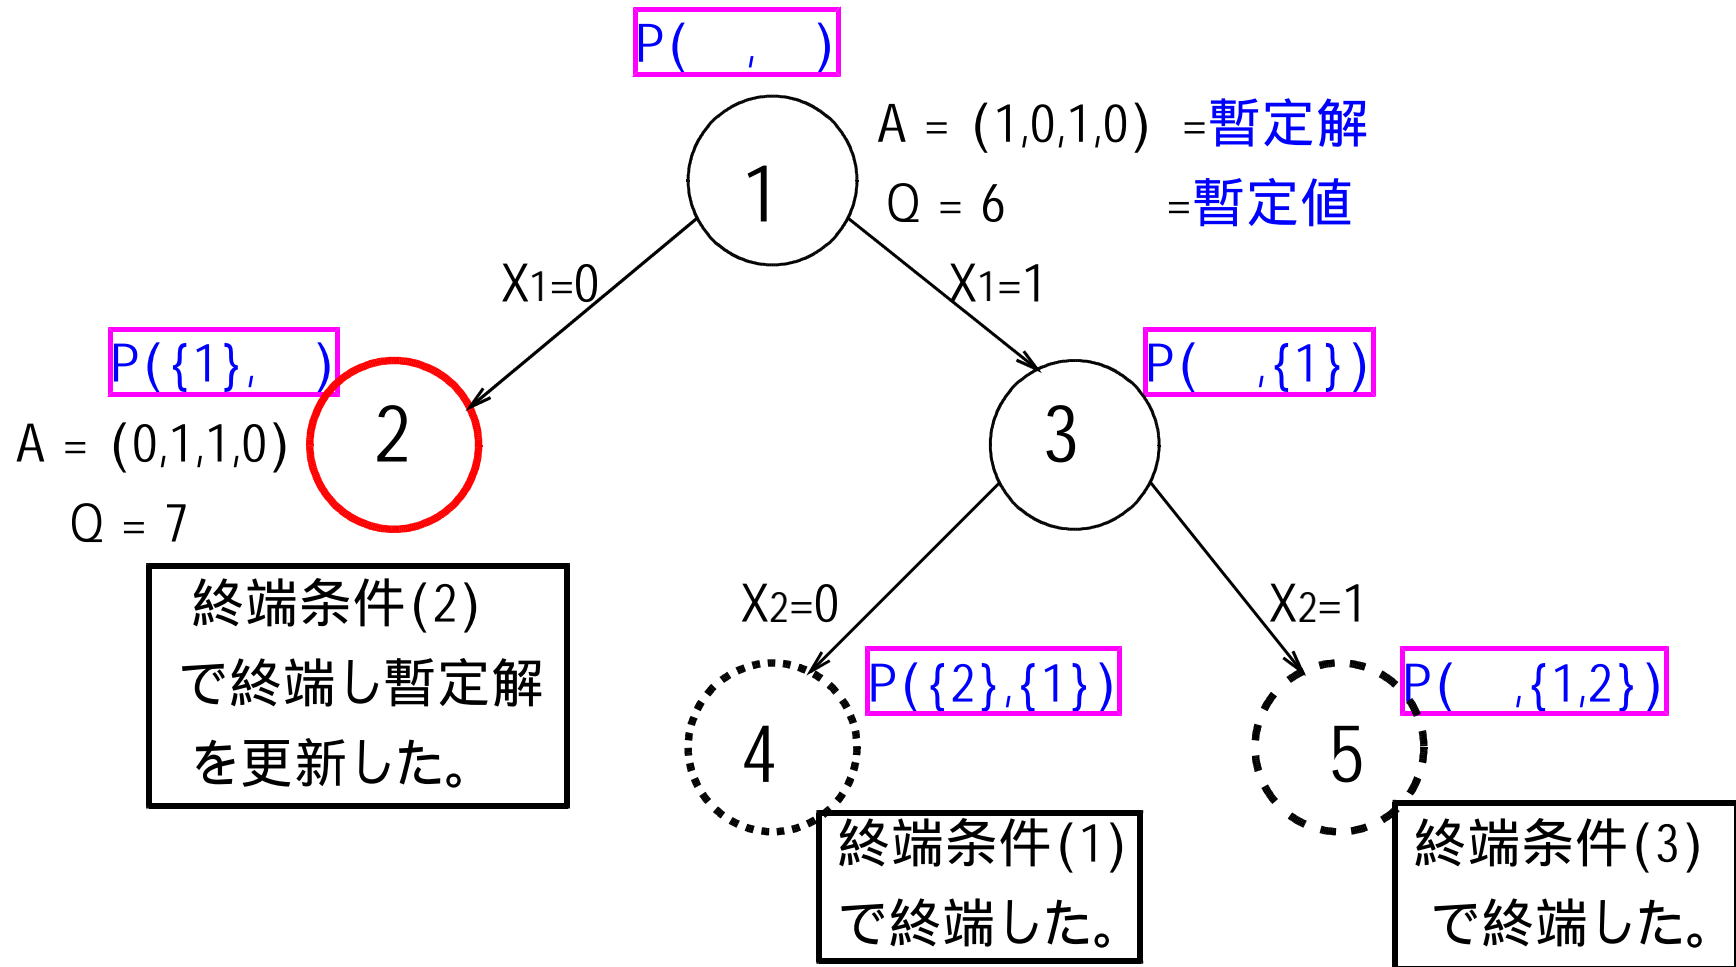 P( , )
A = (1,0,1,0) =暫定解
1
Q = 6 =暫定値
X1=0
X1=1
P({1}, )
P( ,{1})
2
3
A = (0,1,1,0)
Q = 7
終端条件(2)
で終端し暫定解
を更新した。
X2=0
X2=1
P({2},{1})
P( ,{1,2})
4
5
終端条件(1)
で終端した。
終端条件(3)
で終端した。